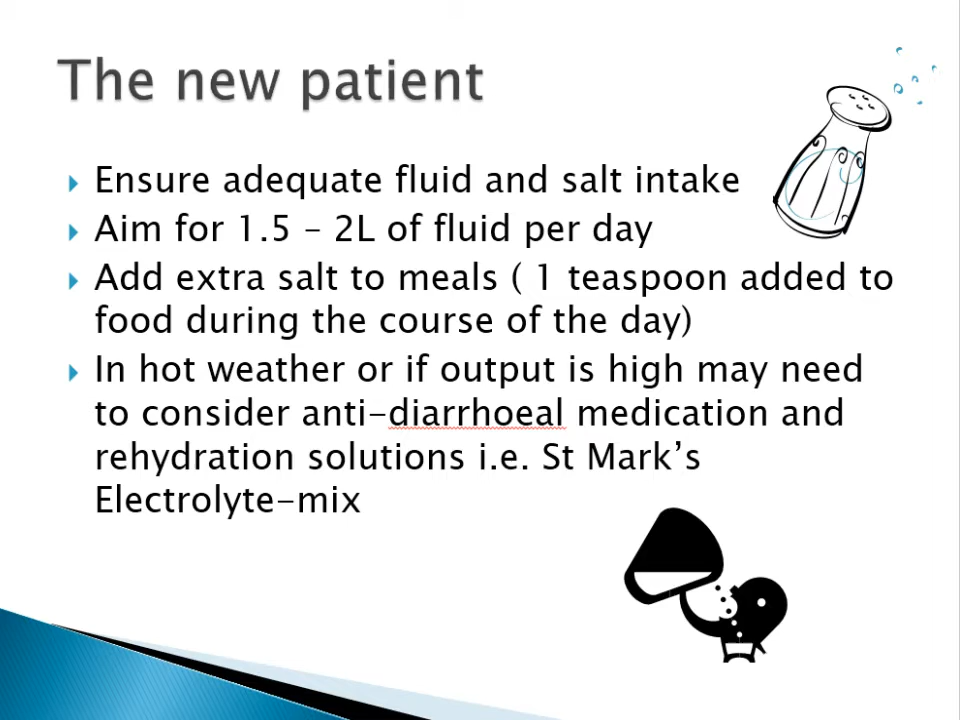 The new patient
Ensure adequate fluid and salt intake
Aim for 1.5 – 2L of fluid per day
Add extra salt to meals ( 1 teaspoon added to
food during the course of the day)
In hot weather or if output is high may need
to consider anti-diarrhoeal medication and
rehydration solutions i.e. St Mark’s
Electrolyte-mix